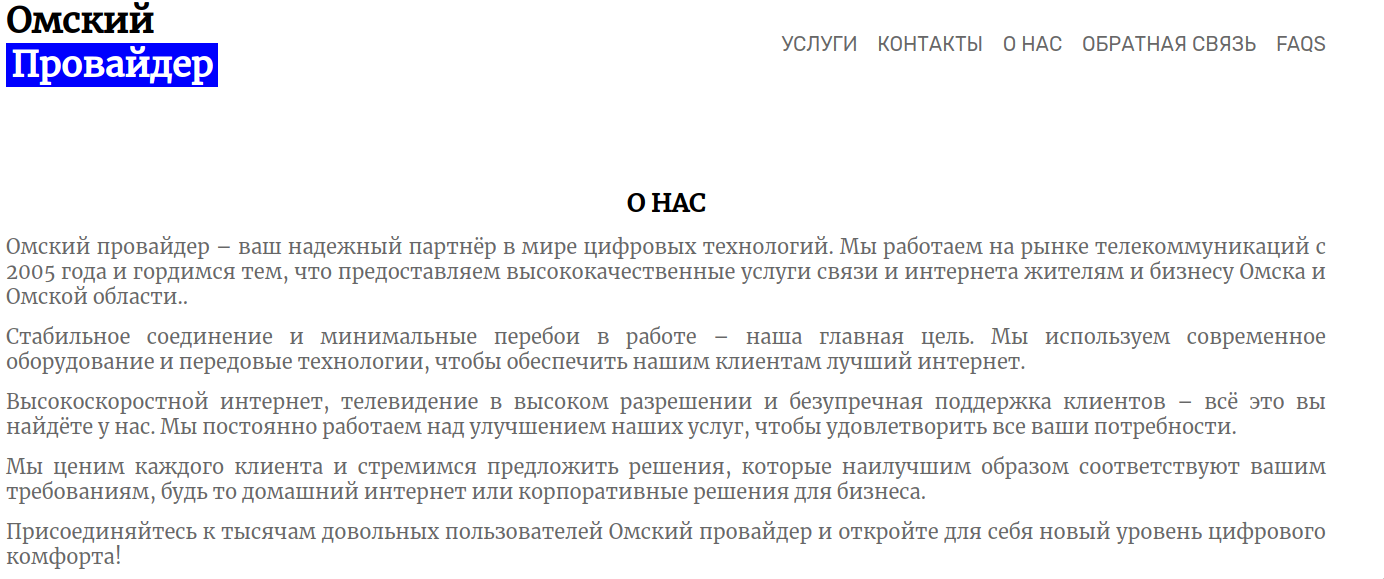 Омский
Провайдер
УСЛУГИ КОНТАКТЫ О НАС ОБРАТНАЯ СВЯЗЬ FAQS
О НАС
Омский провайдер – ваш надежный партнёр в мире цифровых технологий. Мы работаем на рынке телекоммуникаций с
2005 года и гордимся тем, что предоставляем высококачественные услуги связи и интернета жителям и бизнесу Омска и
Омской области..
Стабильное соединение и минимальные перебои в работе – наша главная цель. Мы используем современное
оборудование и передовые технологии, чтобы обеспечить нашим клиентам лучший интернет.
Высокоскоростной интернет, телевидение в высоком разрешении и безупречная поддержка клиентов – всё это вы
найдёте у нас. Мы постоянно работаем над улучшением наших услуг, чтобы удовлетворить все ваши потребности.
Мы ценим каждого клиента и стремимся предложить решения, которые наилучшим образом соответствуют вашим
требованиям, будь то домашний интернет или корпоративные решения для бизнеса.
Присоединяйтесь к тысячам довольных пользователей Омский провайдер и откройте для себя новый уровень цифрового
комфорта!